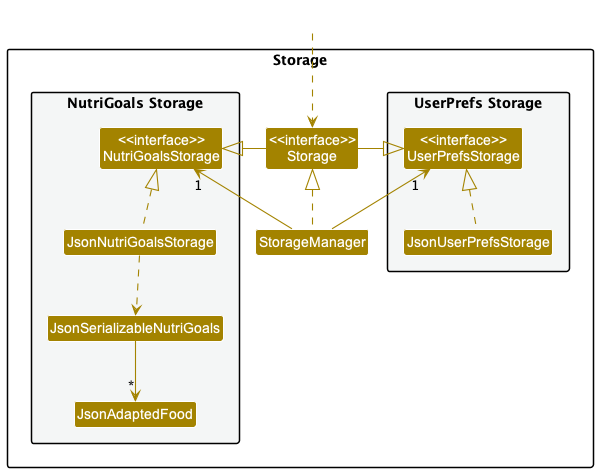 Storage
NutriGoals Storage
UserPrefs Storage
<<interface>>
NutriGoalsStorage
<<interface>>
Storage
<<interface>>
UserPrefsStorage
1
1
JsonNutriGoalsStorage
StorageManager
JsonUserPrefsStorage
JsonSerializableNutriGoals
*
JsonAdaptedFood